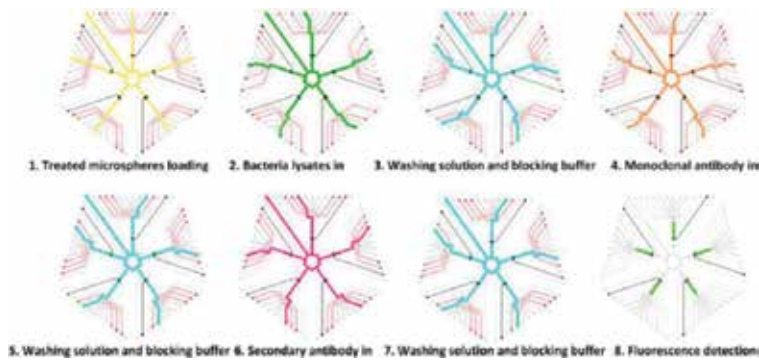 1. Treated microspheres loading
2. Bacteria lysates in
3. Washing solution and blocking buffer
4. Monoclonal antibody in
5. Washing solution and blocking buffer
6. Secondary antibody in
7. Washing solution and blocking buffer
8. Fluorescence detection